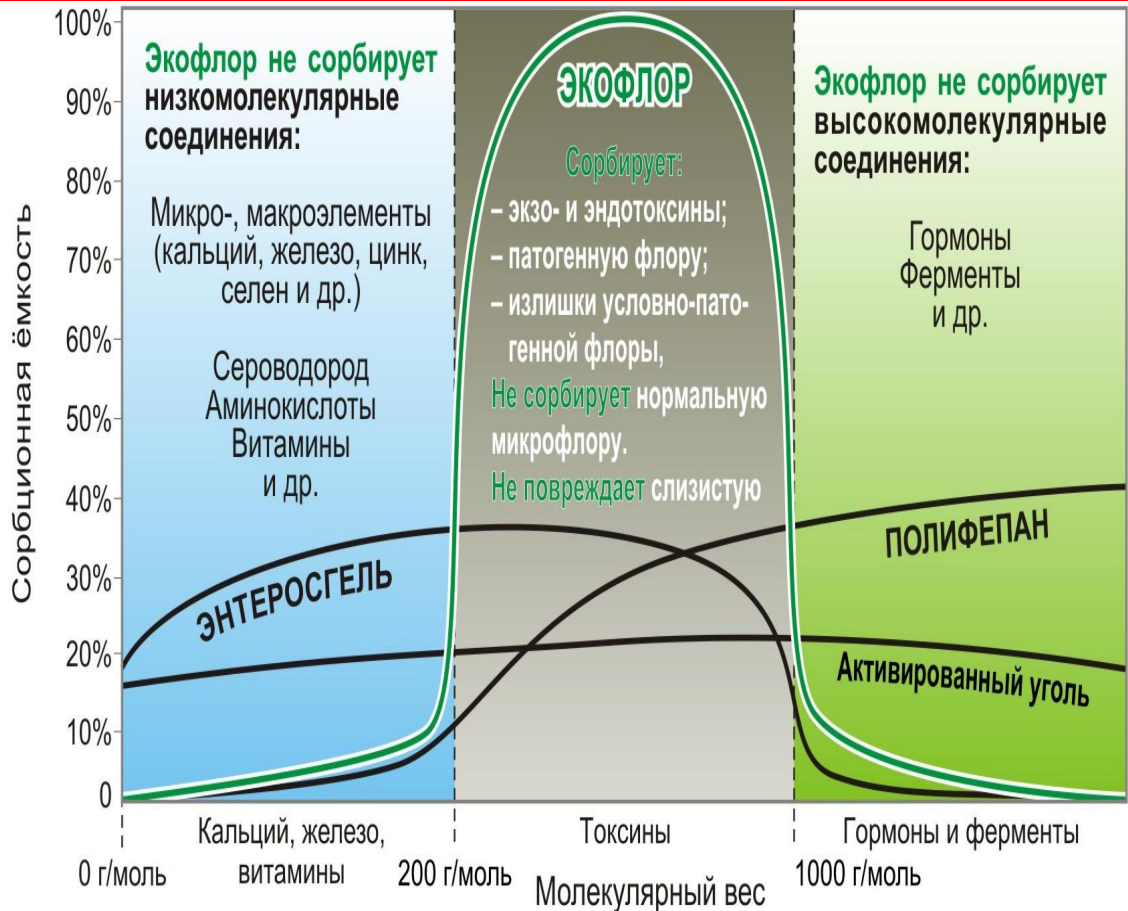 Сорбционная ёмкость
100%
90%
80%
70%
60%
50%
40%
30%
20%
10%
0
Экофлор не сорбирует
низкомолекулярные
соединения:
Микро-, макроэлементы
(кальций, железо, цинк,
селен и др.)
Сероводород
Аминокислоты
Витамины
и др.
ЭКОФЛОР
Сорбирует:
– экзо- и эндотоксины;
– патогенную флору;
– излишки условно-пато-
генной флоры,
Не сорбирует нормальную
микрофлору.
Не повреждает слизистую
Экофлор не сорбирует
высокомолекулярные
соединения:
Гормоны
Ферменты
и др.
ЭНТЕРОСГЕЛЬ
ПОЛИФЕПАН
Активированный уголь
Кальций, железо,
витамины
Токсины
Гормоны и ферменты
0 г/моль
200 г/моль
1000 г/моль
Молекулярный вес